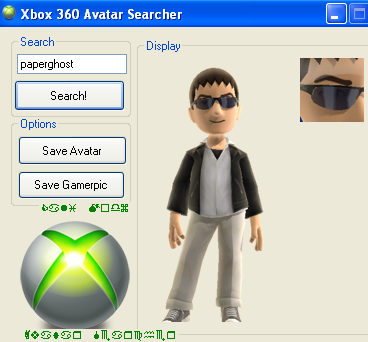 Xbox 360 Avatar Searcher
Search
paperghost
Search!
Options
Save Avatar
Save Gamerpic
Display